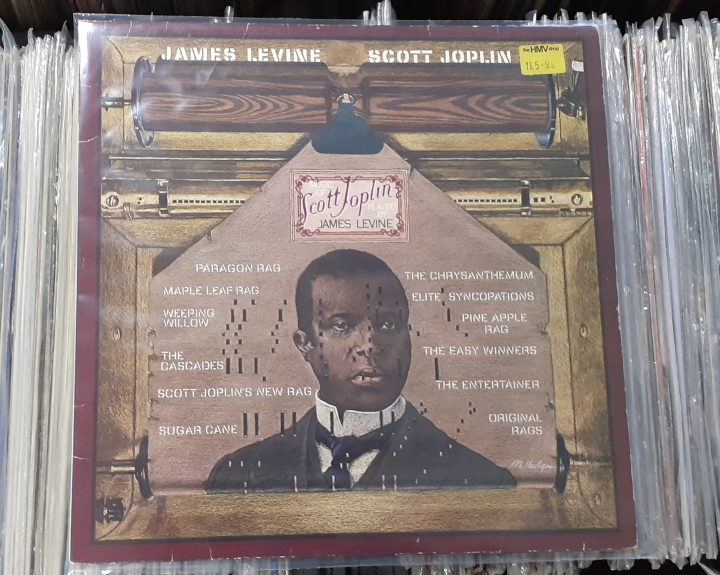 JAMES LEVINE SCOTT JOPLIN
the HMV shop
Scott Joplin
JAMES LEVINE
PARAGON RAG
MAPLE LEAF RAG
WEEPING
WILLOW
THE
CASCADES
SCOTT JOPLIN'S NEW RAG
SUGAR CANE
THE CHRYSANTHEMUM
ELITE SYNCOPATIONS
PINE APPLE
RAG
THE EASY WINNERS
THE ENTERTAINER
ORIGINAL
RAGS